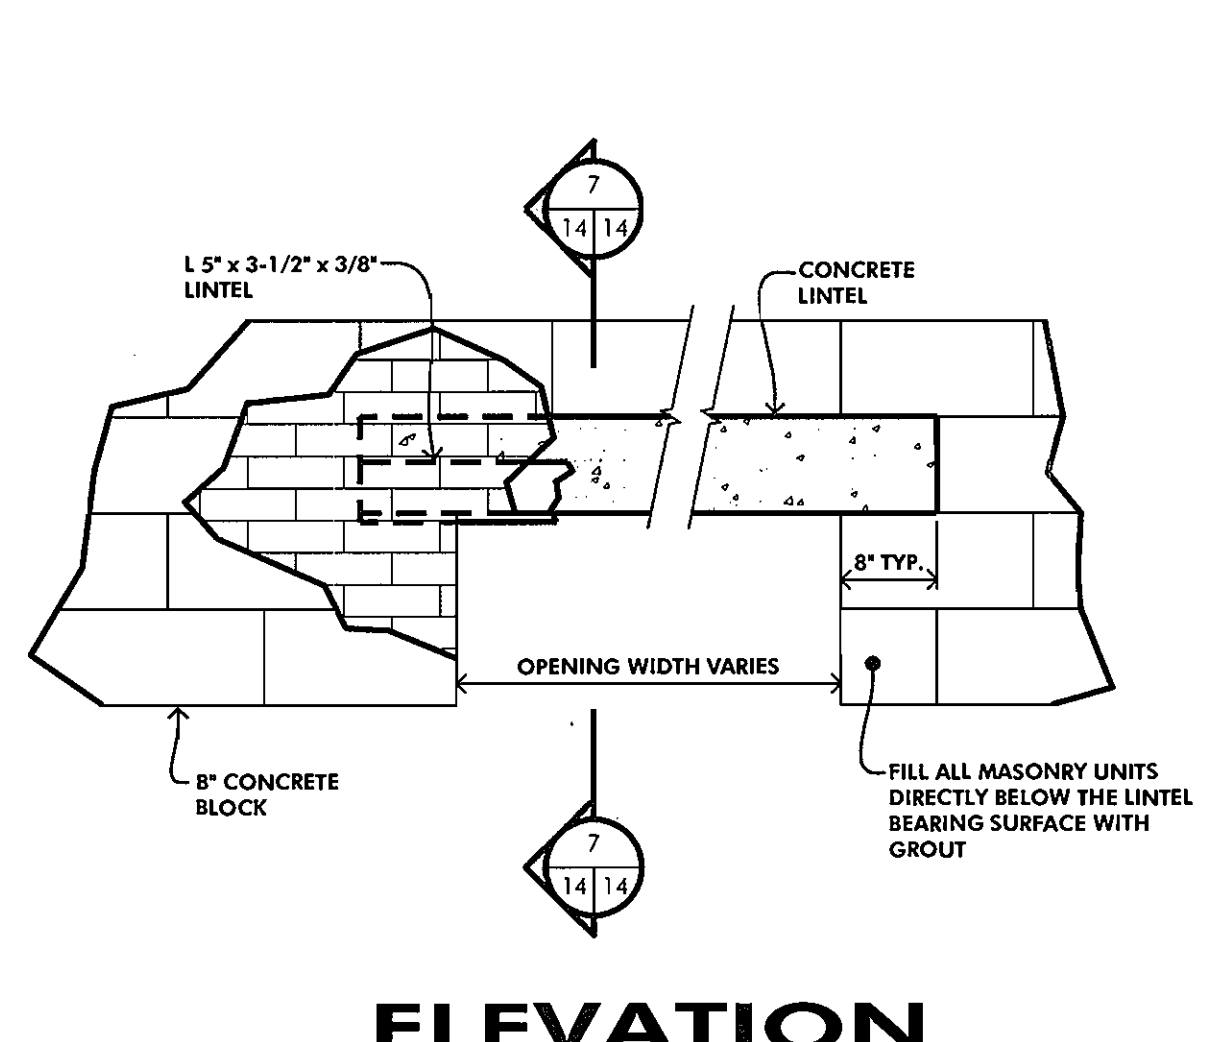 7
14 14
L 5" x 3-1/2" x 3/8"
LINTEL
CONCRETE
LINTEL
8" TYP.
OPENING WIDTH VARIES
8" CONCRETE
BLOCK
FILL ALL MASONRY UNITS
DIRECTLY BELOW THE LINTEL
BEARING SURFACE WITH
GROUT
7
14 14
ELEVATION